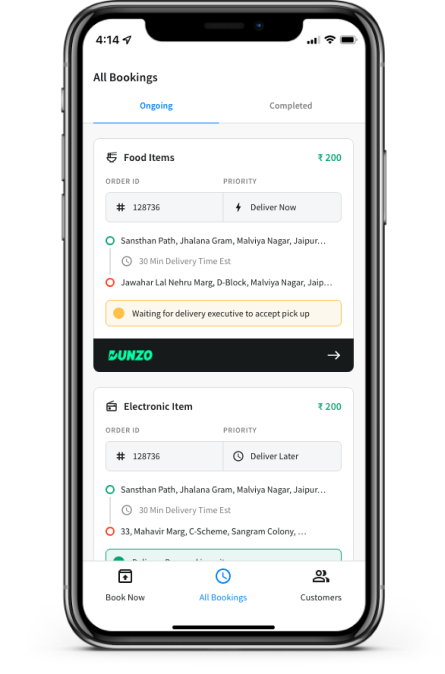 4:14
All Bookings
Ongoing
Completed
Food Items
₹ 200
ORDER ID
PRIORITY
# 128736
Deliver Now
Sansthan Path, Jhalana Gram, Malviya Nagar, Jaipur...
30 Min Delivery Time Est
Jawahar Lal Nehru Marg, D-Block, Malviya Nagar, Jaip...
Waiting for delivery executive to accept pick up
DUNZO
Electronic Item
₹ 200
ORDER ID
PRIORITY
# 128736
Deliver Later
Sansthan Path, Jhalana Gram, Malviya Nagar, Jaipur...
30 Min Delivery Time Est
33, Mahavir Marg, C-Scheme, Sangram Colony, ...
Book Now
All Bookings
Customers